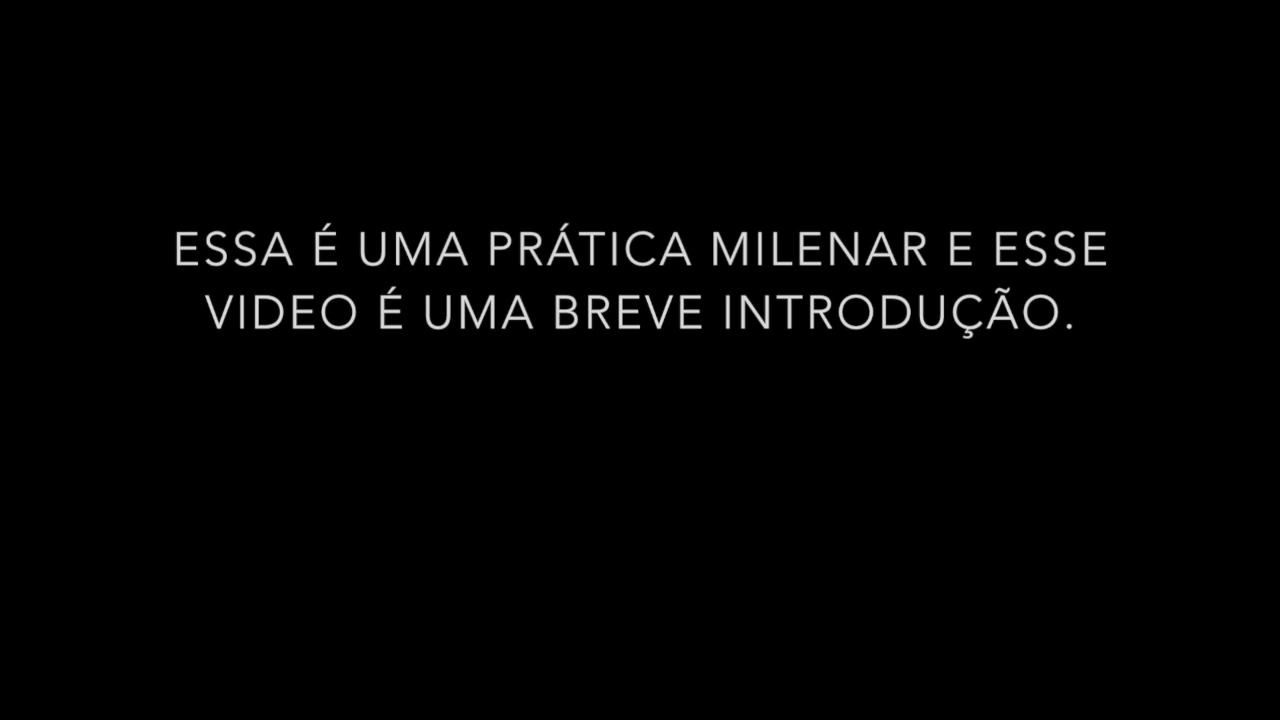 ESSA É UMA PRÁTICA MILENAR E ESSE
VIDEO É UMA BREVE INTRODUÇÃO.